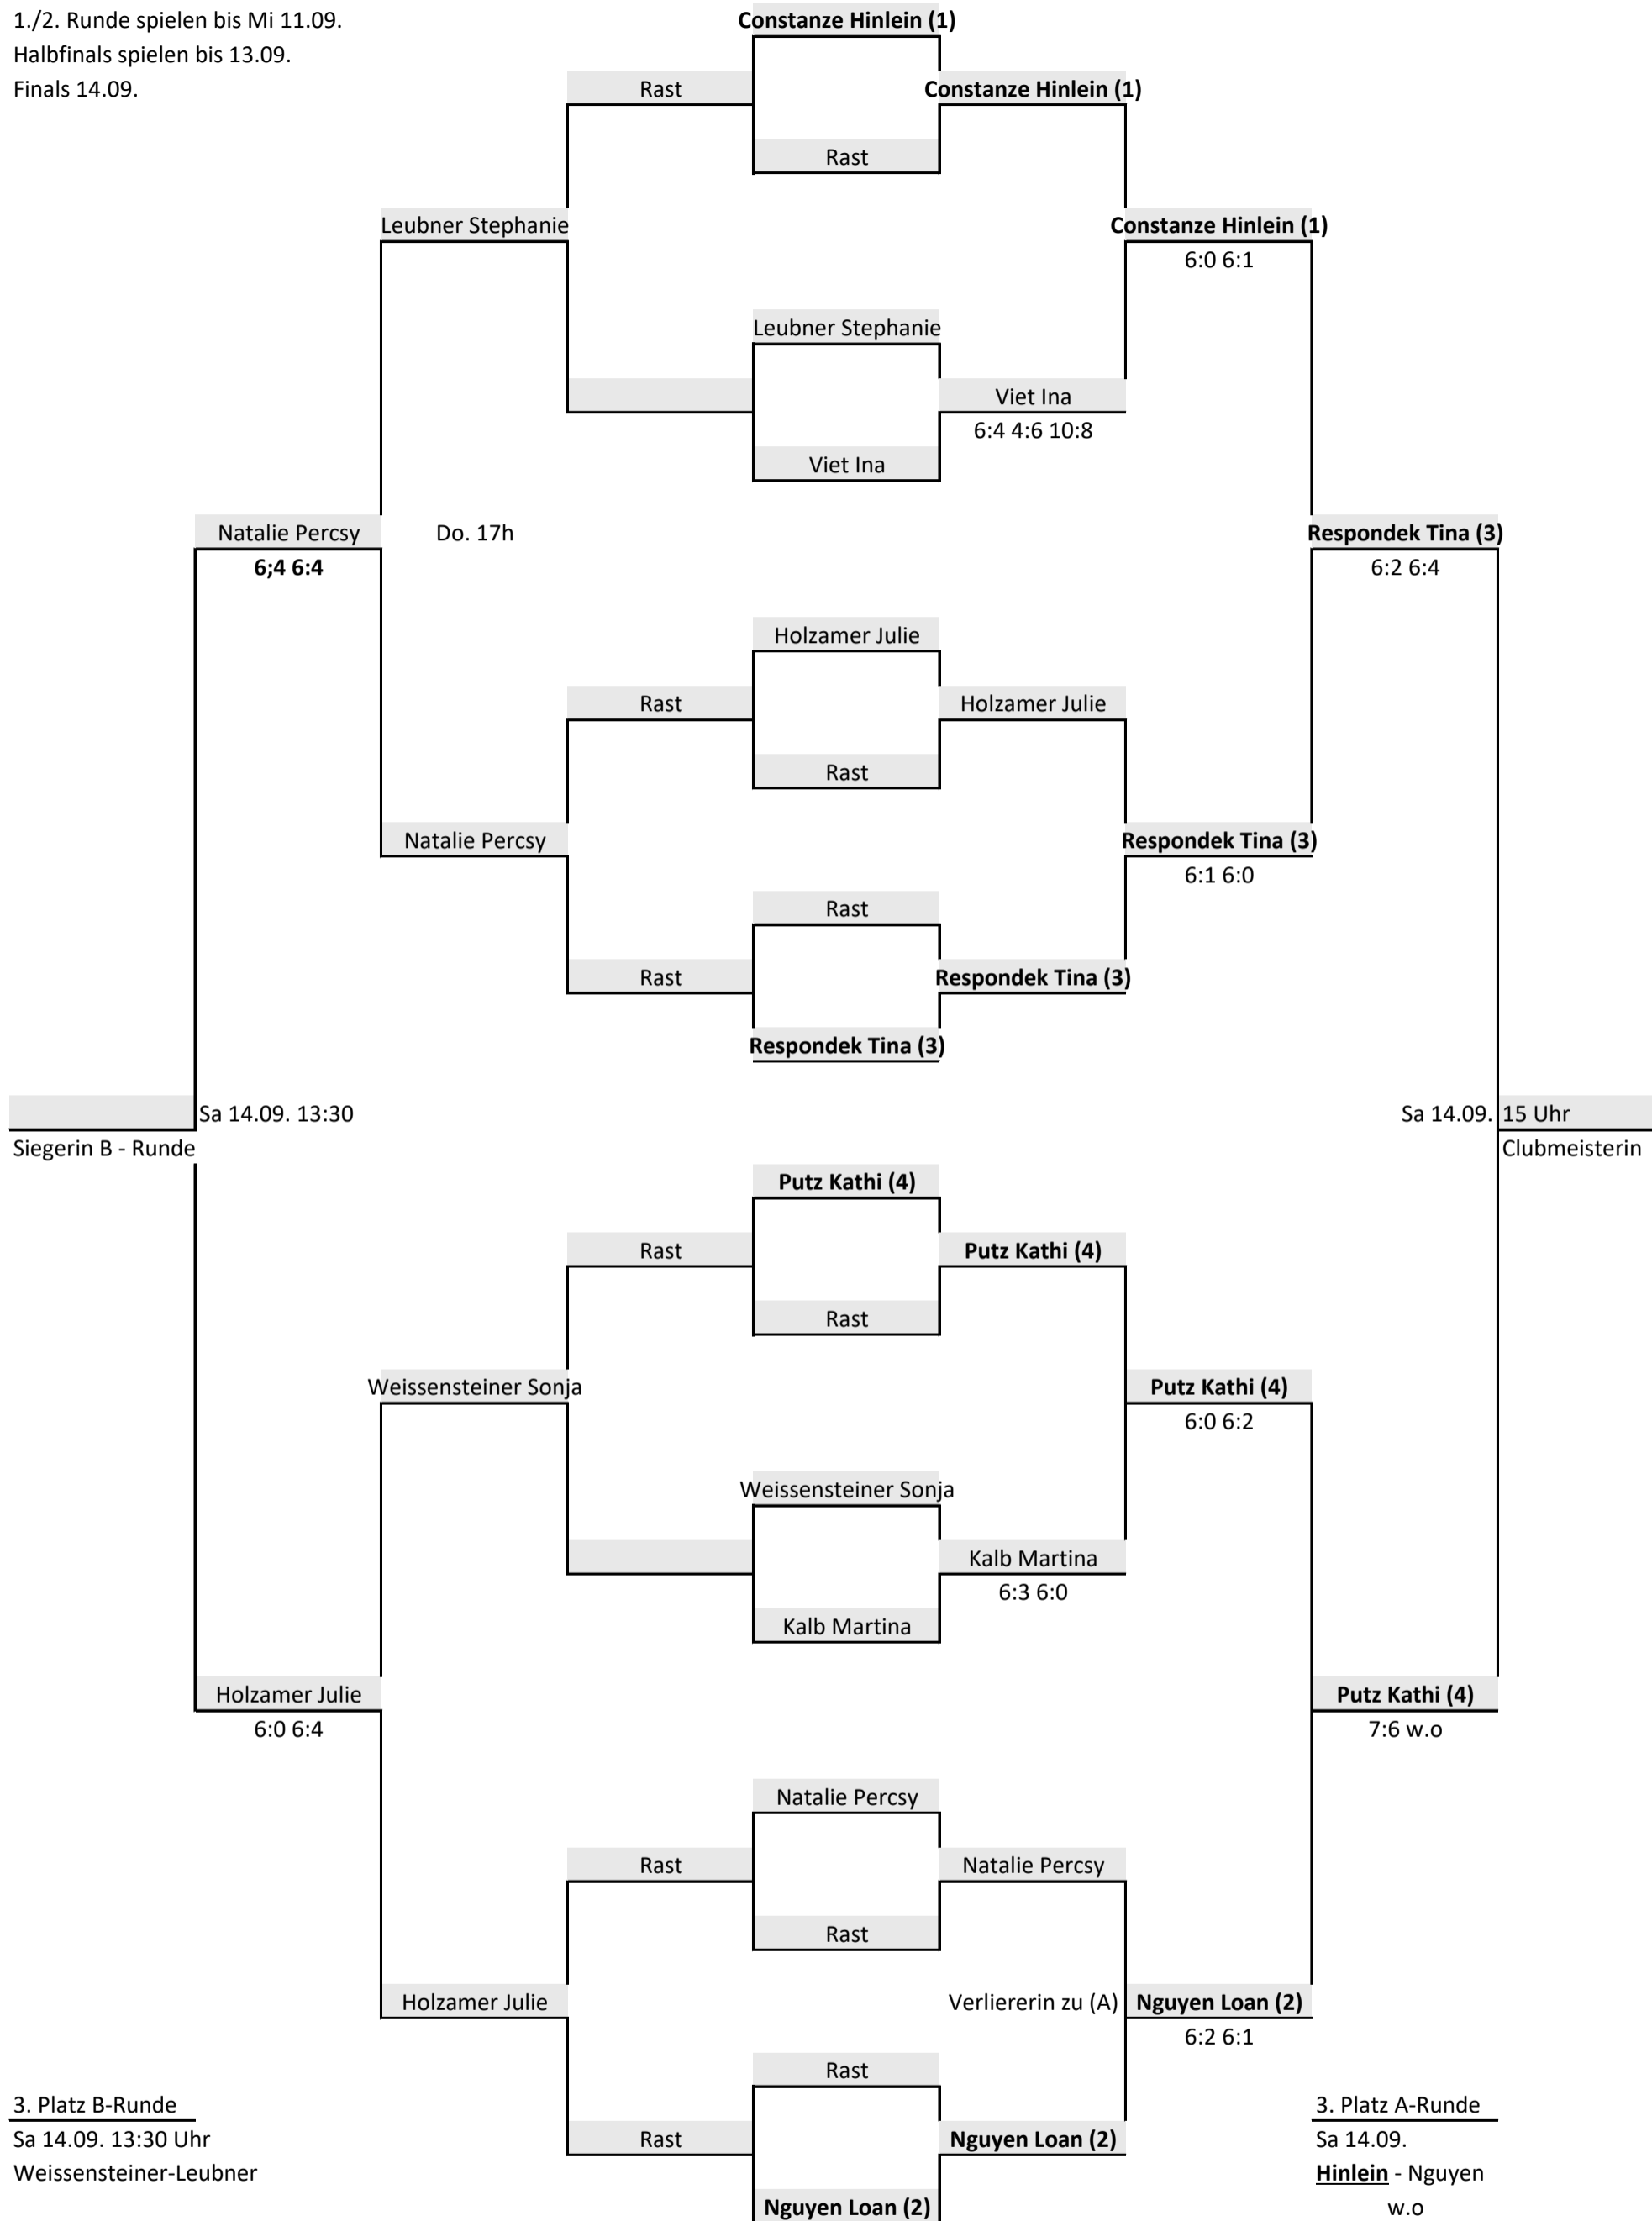 1./2. Runde spielen bis Mi 11.09.
Constanze Hinlein (1)
Halbfinals spielen bis 13.09.
Finals 14.09.
Rast
Constanze Hinlein (1)
Rast
Leubner Stephanie
Constanze Hinlein (1)
6:0 6:1
Leubner Stephanie
Viet Ina
6:4 4:6 10:8
Viet Ina
Natalie Percsy
Do. 17h
Respondek Tina (3)
6;4 6:4
6:2 6:4
Holzamer Julie
Rast
Holzamer Julie
Rast
Natalie Percsy
Respondek Tina (3)
6:1 6:0
Rast
Rast
Respondek Tina (3)
Respondek Tina (3)
Sa 14.09. 13:30
Sa 14.09. 15 Uhr
Siegerin B - Runde
Clubmeisterin
Putz Kathi (4)
Rast
Putz Kathi (4)
Rast
Weissensteiner Sonja
Putz Kathi (4)
6:0 6:2
Weissensteiner Sonja
Kalb Martina
6:3 6:0
Kalb Martina
Holzamer Julie
Putz Kathi (4)
6:0 6:4
7:6 w.o
Natalie Percsy
Rast
Natalie Percsy
Rast
Holzamer Julie
Verliererin zu (A)
Nguyen Loan (2)
6:2 6:1
Rast
3. Platz B-Runde
3. Platz A-Runde
Sa 14.09. 13:30 Uhr
Rast
Nguyen Loan (2)
Sa 14.09.
Weissensteiner-Leubner
Hinlein - Nguyen
Nguyen Loan (2)
w.o